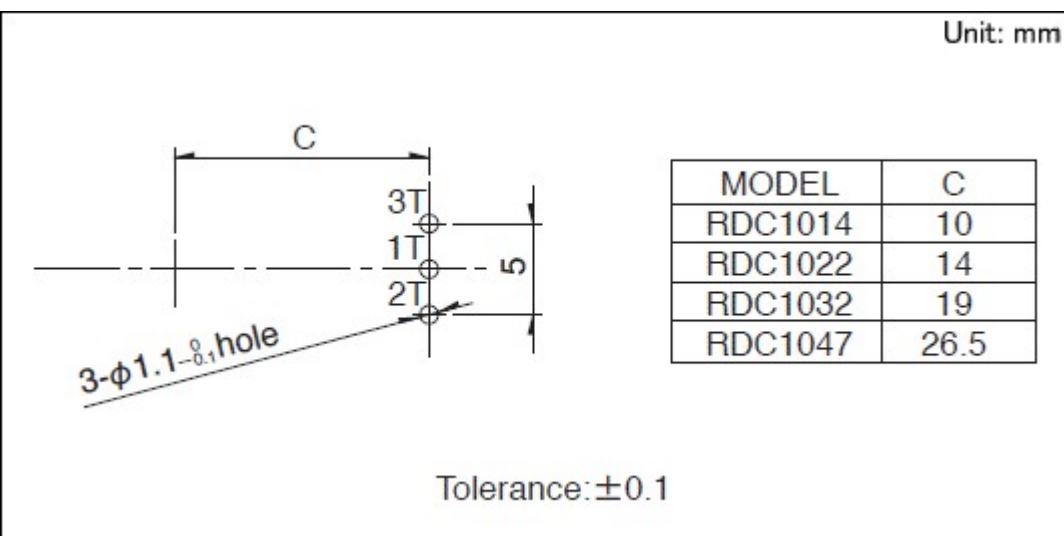 Unit: mm
C
3T
1T
2T
5
3-φ1.1-0/0.1 hole
MODEL C
RDC1014 10
RDC1022 14
RDC1032 19
RDC1047 26.5
Tolerance:±0.1